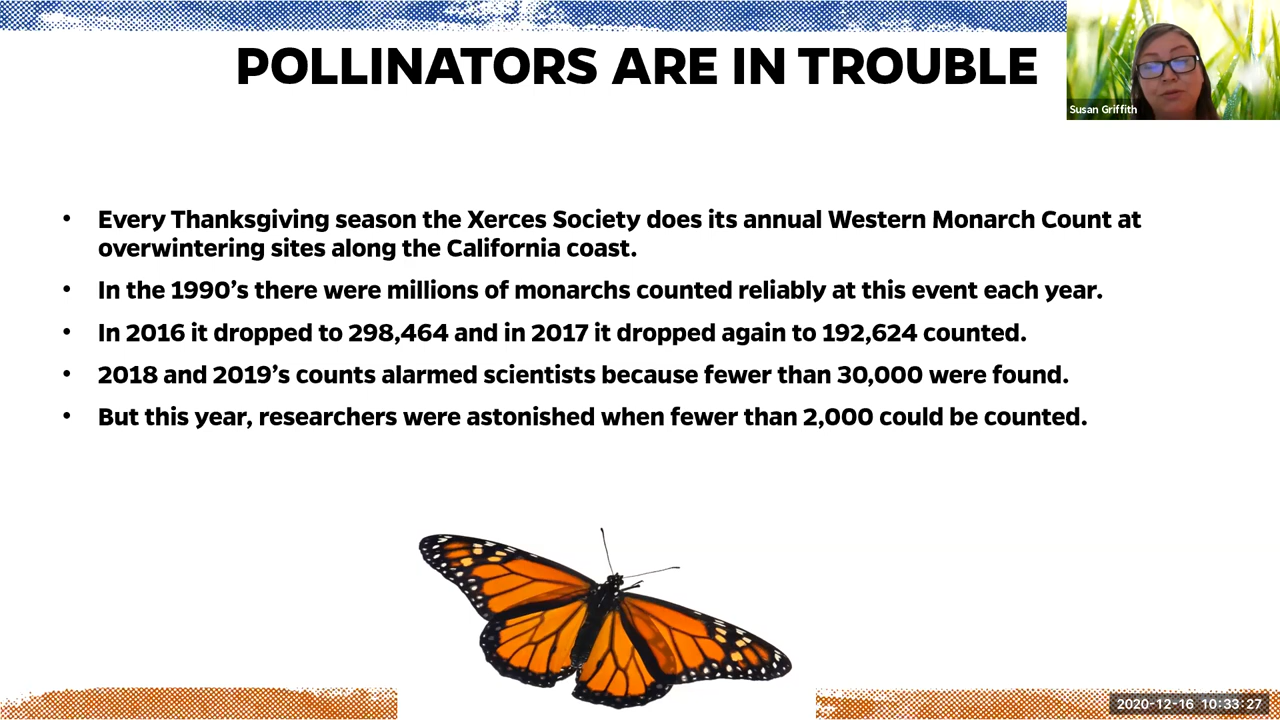 POLLINATORS ARE IN TROUBLE
Susan Griffith
• Every Thanksgiving season the Xerces Society does its annual Western Monarch Count at
overwintering sites along the California coast.
• In the 1990’s there were millions of monarchs counted reliably at this event each year.
• In 2016 it dropped to 298,464 and in 2017 it dropped again to 192,624 counted.
• 2018 and 2019’s counts alarmed scientists because fewer than 30,000 were found.
• But this year, researchers were astonished when fewer than 2,000 could be counted.
2020-12-16 10:33:27